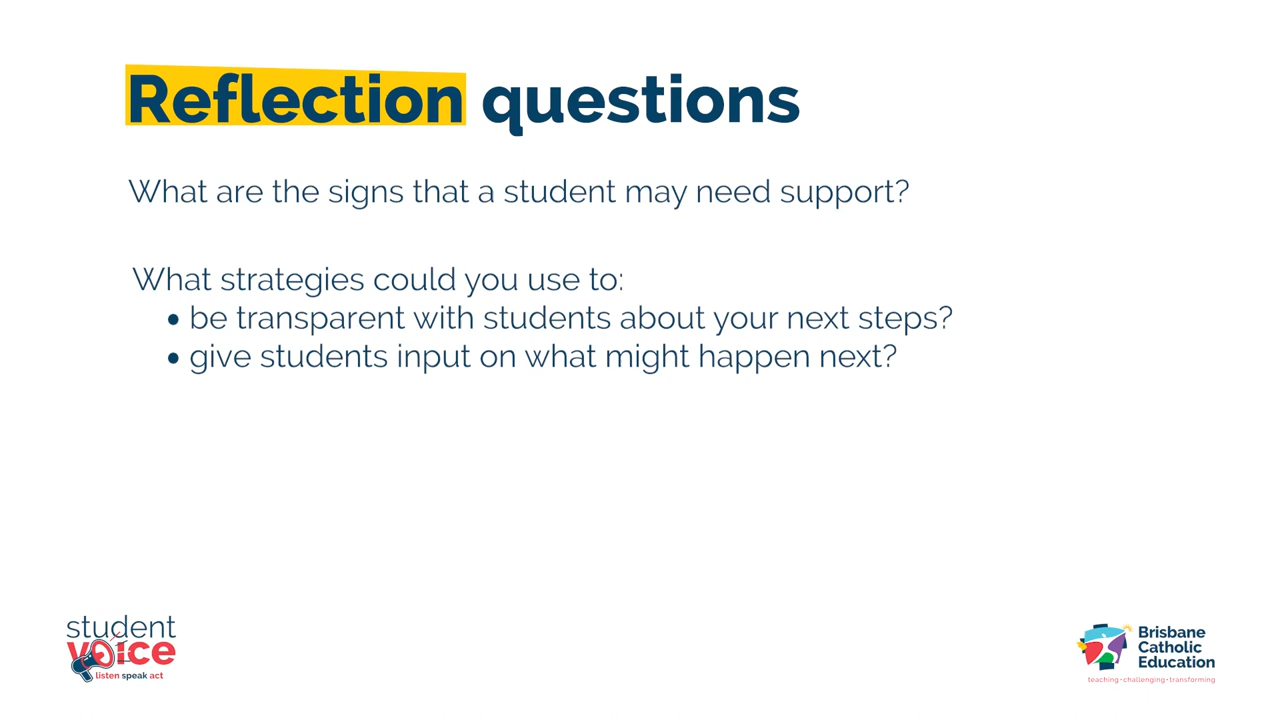 Reflection questions
What are the signs that a student may need support?
What strategies could you use to:
• be transparent with students about your next steps?
• give students input on what might happen next?
student
voice
listen speak act
Brisbane
Catholic
Education
teaching·challenging·transforming